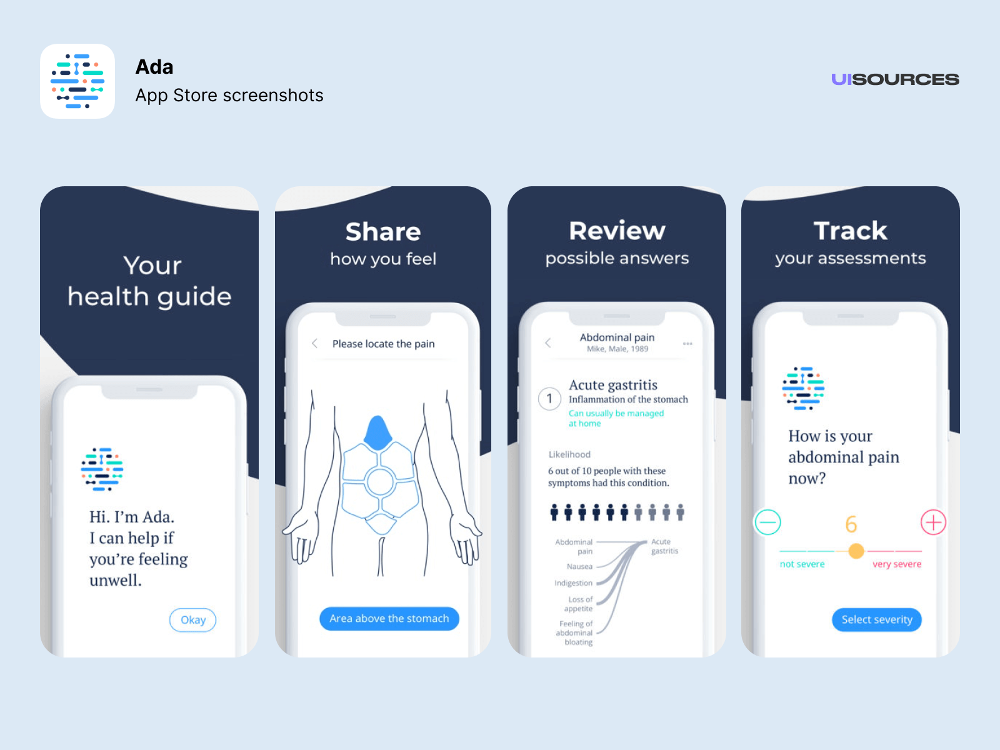 Ada
App Store screenshots
UISOURCES
Your
health guide
Hi. I’m Ada.
I can help if
you’re feeling
unwell.
Okay
Share
how you feel
Please locate the pain
Area above the stomach
Review
possible answers
Abdominal pain
Mike, Male, 1989
1
Acute gastritis
Inflammation of the stomach
Can usually be managed
at home
Likelihood
6 out of 10 people with these
symptoms had this condition.
Abdominal
pain
Acute
gastritis
Nausea
Indigestion
Loss of
appetite
Feeling of
abdominal
bloating
Track
your assessments
How is your
abdominal pain
now?
6
not severe
very severe
Select severity